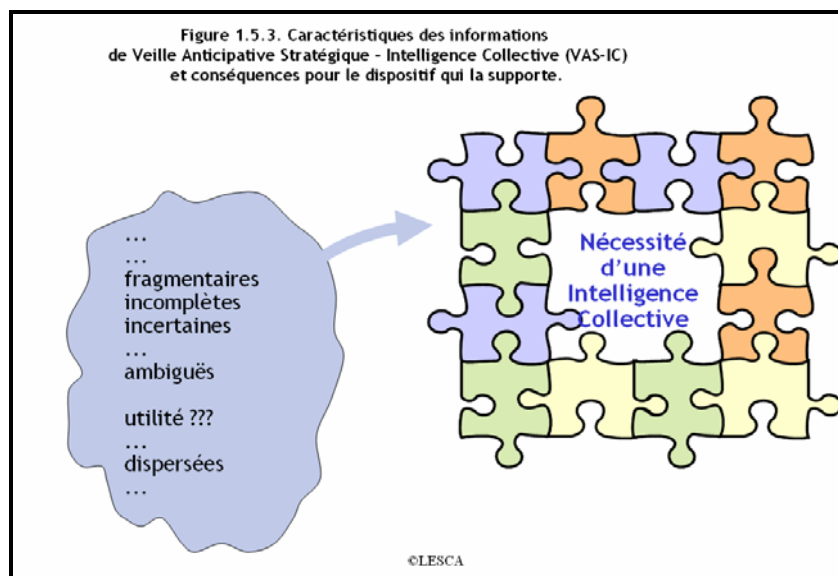 Figure 1.5.3. Caractéristiques des informations
de Veille Anticipative Stratégique - Intelligence Collective (VAS-IC)
et conséquences pour le dispositif qui la supporte.
...
...
fragmentaires
incomplètes
incertaines
...
ambiguës
utilité ???
...
dispersées
...
Nécessité
d'une
Intelligence
Collective
©LESCA